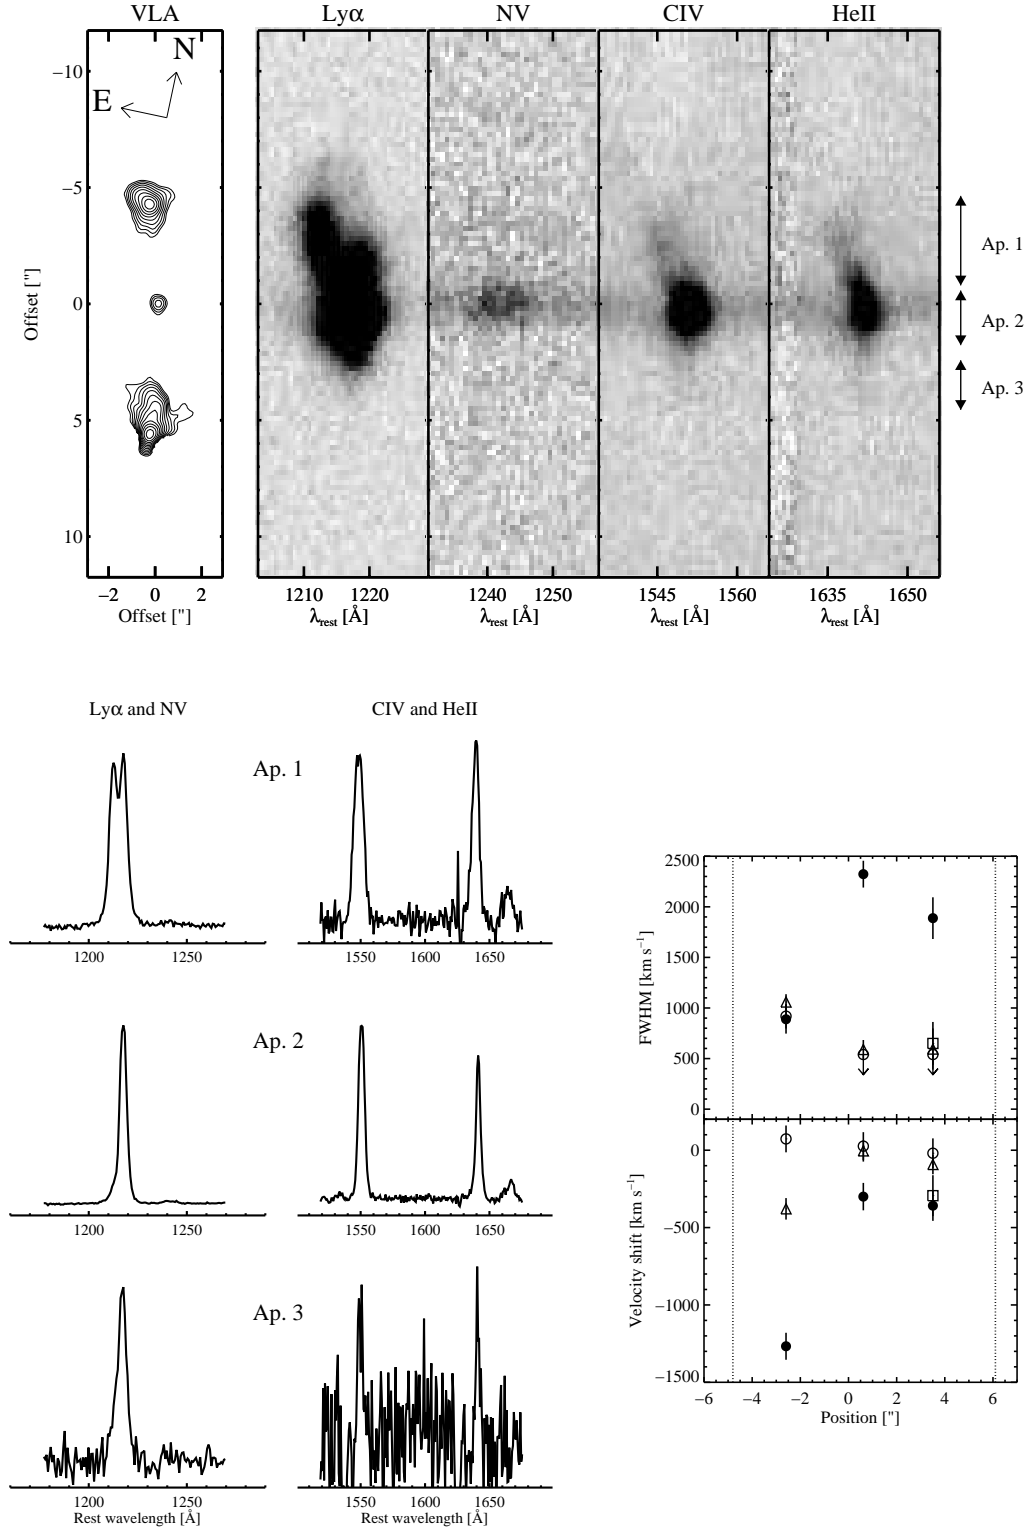 VLA Lyα NV CIV HeII
N
E
−10
−5
0
5
10
Offset ["]
Ap. 1
Ap. 2
Ap. 3
−2 0 2 1210 1220 1240 1250 1545 1560 1635 1650
Offset ["] λrest [Å] λrest [Å] λrest [Å] λrest [Å]
Lyα and NV CIV and HeII
Ap. 1
1200 1250 1550 1600 1650
Ap. 2
1200 1250 1550 1600 1650
Ap. 3
1200 1250 1550 1600 1650
Rest wavelength [Å] Rest wavelength [Å]
2500
2000
1500
1000
500
0
FWHM [km s−1]
0
−500
−1000
−1500
Velocity shift [km s−1]
−6 −4 −2 0 2 4 6
Position ["]